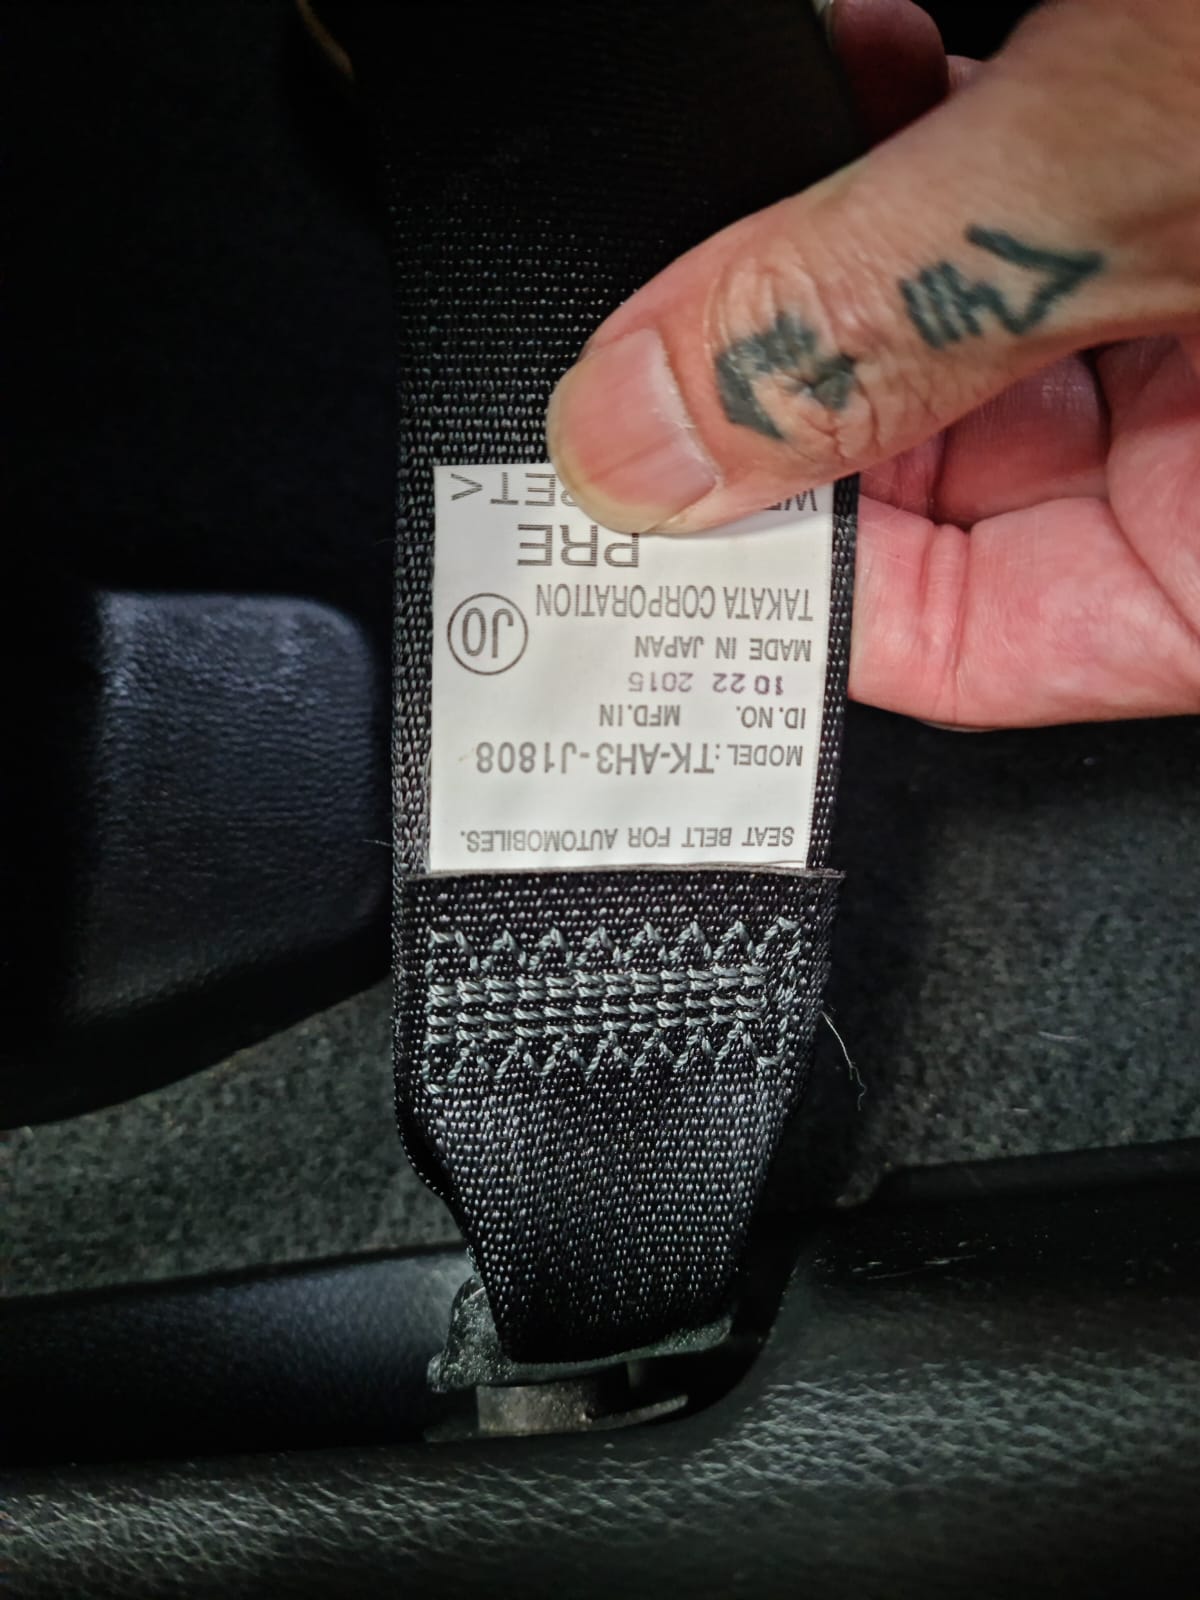 SEAT BELT FOR AUTOMOBILES.
MODEL:TK-AH3-J1808
ID.NO. MFD.IN
10 22 2015
MADE IN JAPAN
TAKATA CORPORATION
JO
PRE